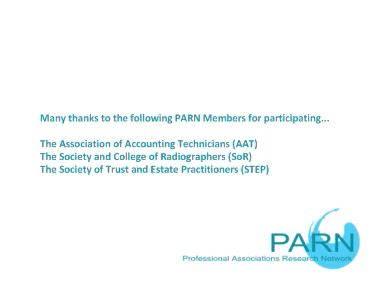 Many thanks to the following PARN Members for participating...
The Association of Accounting Technicians (AAT)
The Society and College of Radiographers (SoR)
The Society of Trust and Estate Practitioners (STEP)
PARN
Professional Associations Research Network